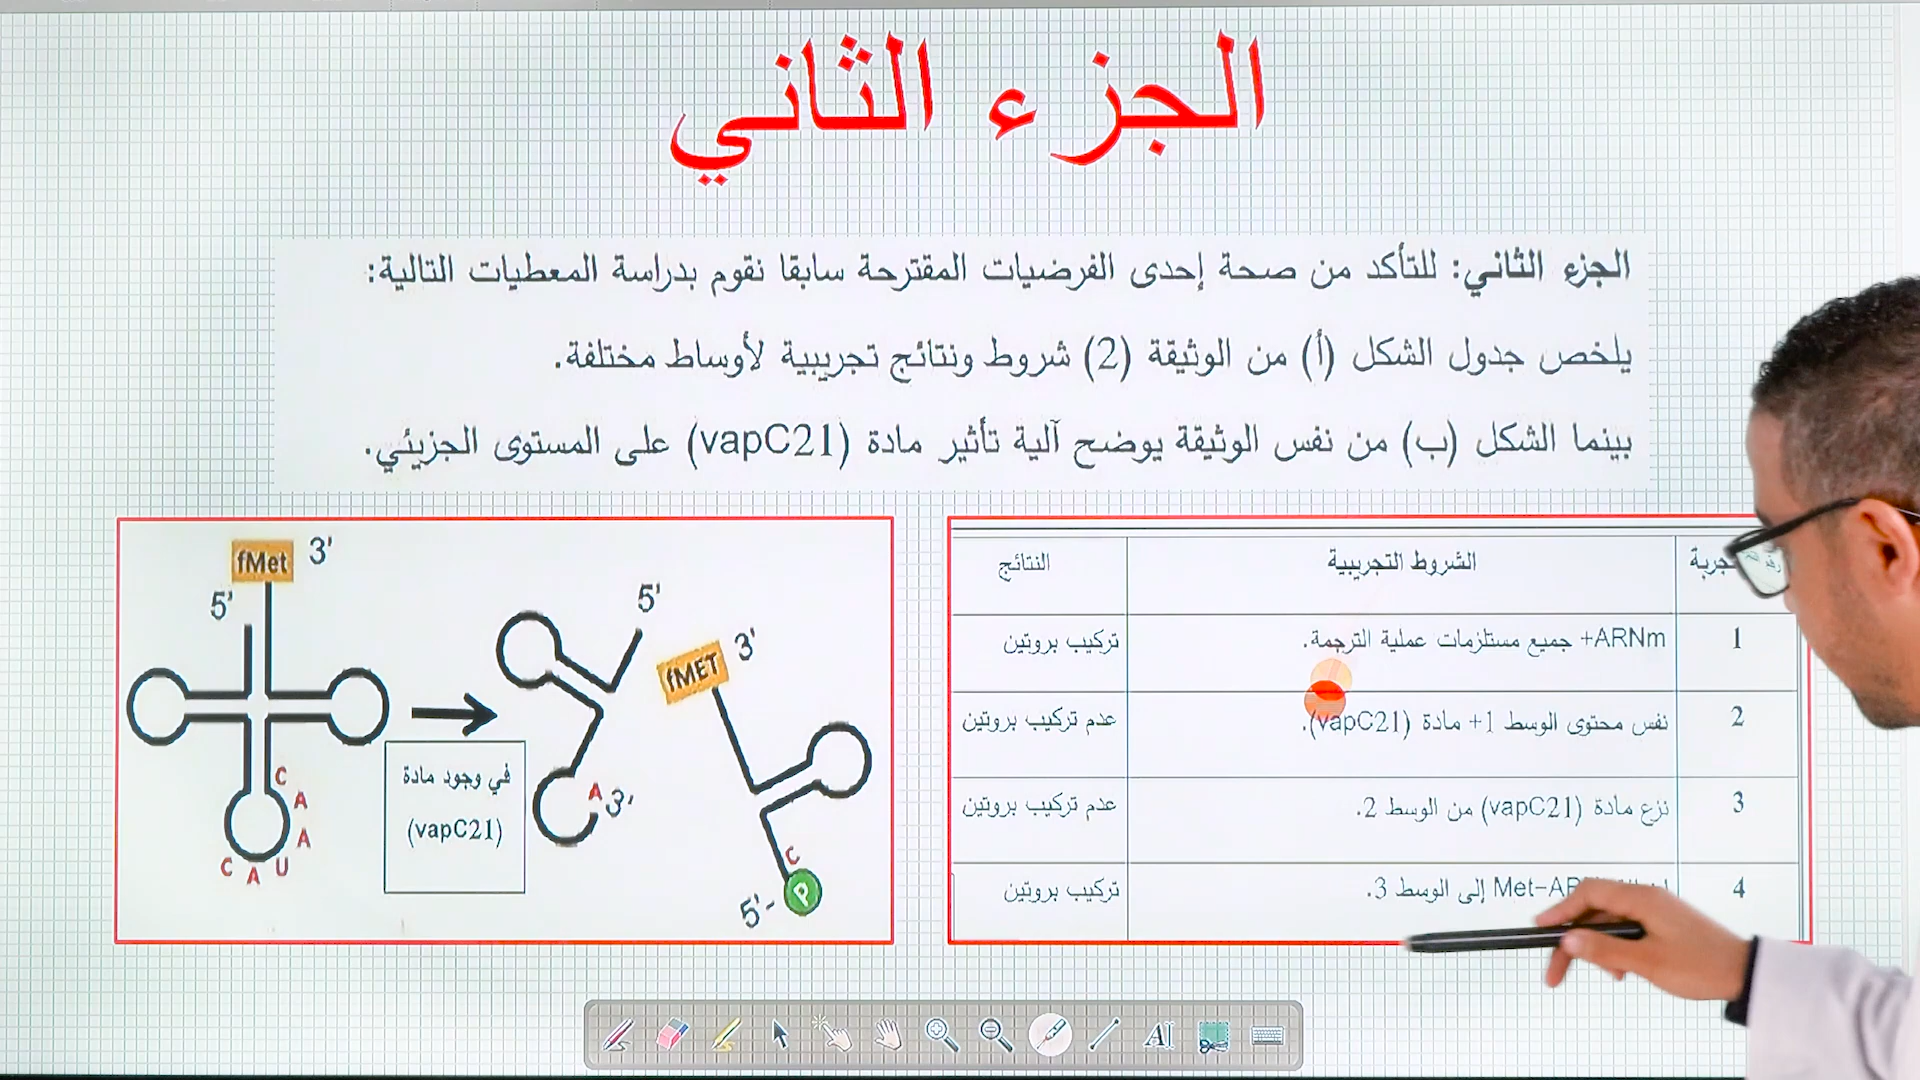 الجزء الثاني
الجزء الثاني: للتأكد من صحة إحدى الفرضيات المقترحة سابقا نقوم بدراسة المعطيات التالية:
يلخص جدول الشكل (أ) من الوثيقة (2) شروط ونتائج تجريبية لأوساط مختلفة.
بينما الشكل (ب) من نفس الوثيقة يوضح آلية تأثير مادة (vapC21) على المستوى الجزيئي.
الشروط التجريبية النتائج
1 ARNm+ جميع مستلزمات عملية الترجمة. تركيب بروتين
2 نفس محتوى الوسط 1+ مادة (vapC21). عدم تركيب بروتين
3 نزع مادة (vapC21) من الوسط 2. عدم تركيب بروتين
4 Met-AR إلى الوسط 3. تركيب بروتين
fMet 3'
5'
C
A
A
C A U
في وجود مادة
(vapC21)
5'
A 3'
fMET 3'
C
5'- P
AI